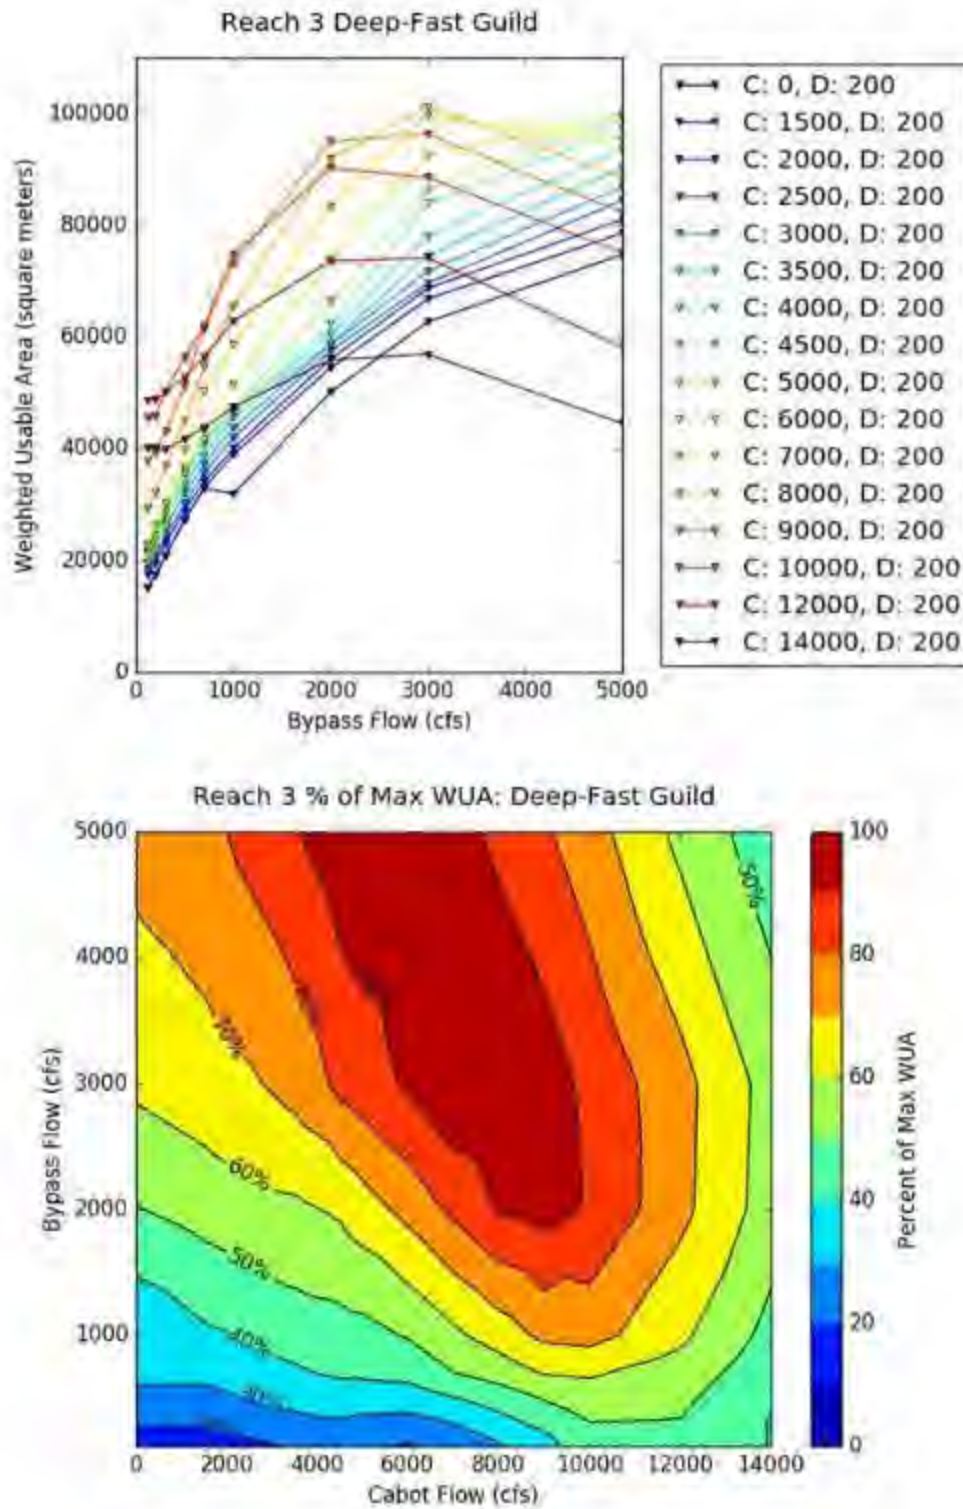 Reach 3 Deep-Fast Guild
Weighted Usable Area (square meters)
100000
80000
60000
40000
20000
0
0 1000 2000 3000 4000 5000
Bypass Flow (cfs)
C: 0, D: 200
C: 1500, D: 200
C: 2000, D: 200
C: 2500, D: 200
C: 3000, D: 200
C: 3500, D: 200
C: 4000, D: 200
C: 4500, D: 200
C: 5000, D: 200
C: 6000, D: 200
C: 7000, D: 200
C: 8000, D: 200
C: 9000, D: 200
C: 10000, D: 200
C: 12000, D: 200
C: 14000, D: 200
Reach 3 % of Max WUA: Deep-Fast Guild
Bypass Flow (cfs)
5000
4000
3000
2000
1000
50%
70%
60%
50%
40%
30%
0 2000 4000 6000 8000 10000 12000 14000
Cabot Flow (cfs)
100
80
60
40
20
0
Percent of Max WUA